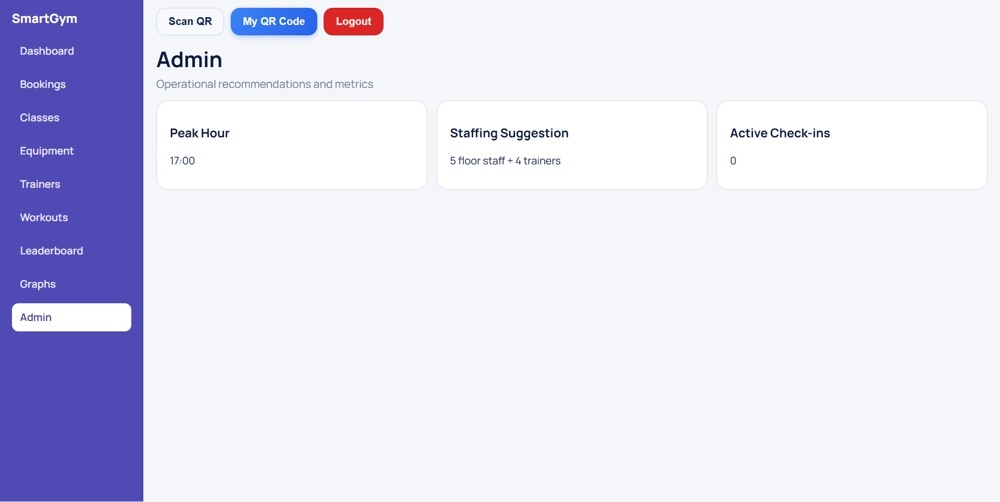 SmartGym
Dashboard
Bookings
Classes
Equipment
Trainers
Workouts
Leaderboard
Graphs
Admin
Scan QR
My QR Code
Logout
Admin
Operational recommendations and metrics
Peak Hour
17:00
Staffing Suggestion
5 floor staff + 4 trainers
Active Check-ins
0